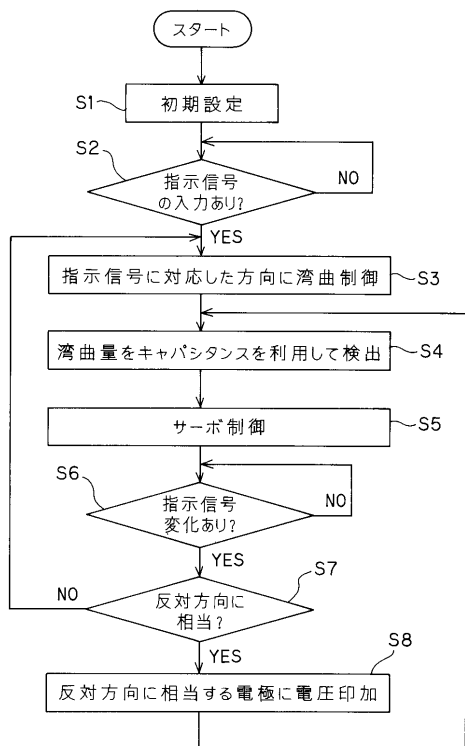 スタート
S1
初期設定
S2
指示信号
の入力あり?
NO
YES
指示信号に対応した方向に湾曲制御
S3
湾曲量をキャパシタンスを利用して検出
S4
サーボ制御
S5
S6
指示信号
変化あり?
NO
YES
S7
NO
反対方向に
相当?
YES
S8
反対方向に相当する電極に電圧印加